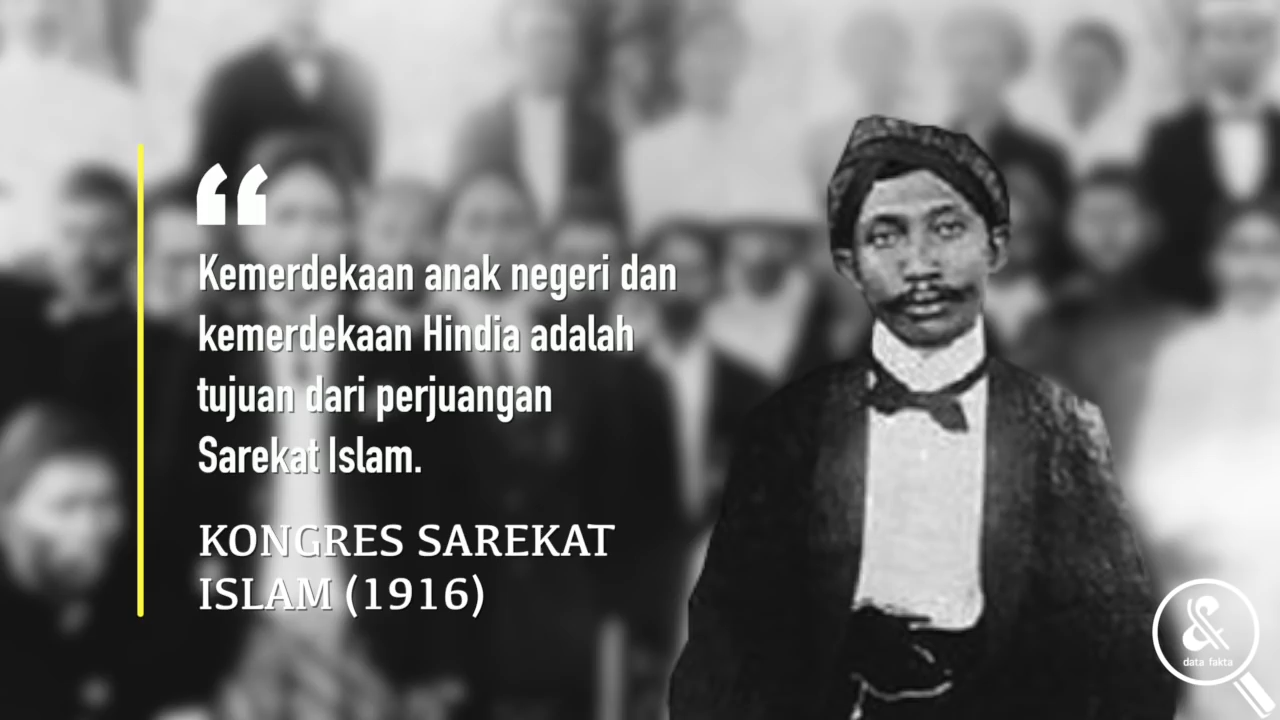 “
Kemerdekaan anak negeri dan
kemerdekaan Hindia adalah
tujuan dari perjuangan
Sarekat Islam.
KONGRES SAREKAT
ISLAM (1916)
&
data fakta